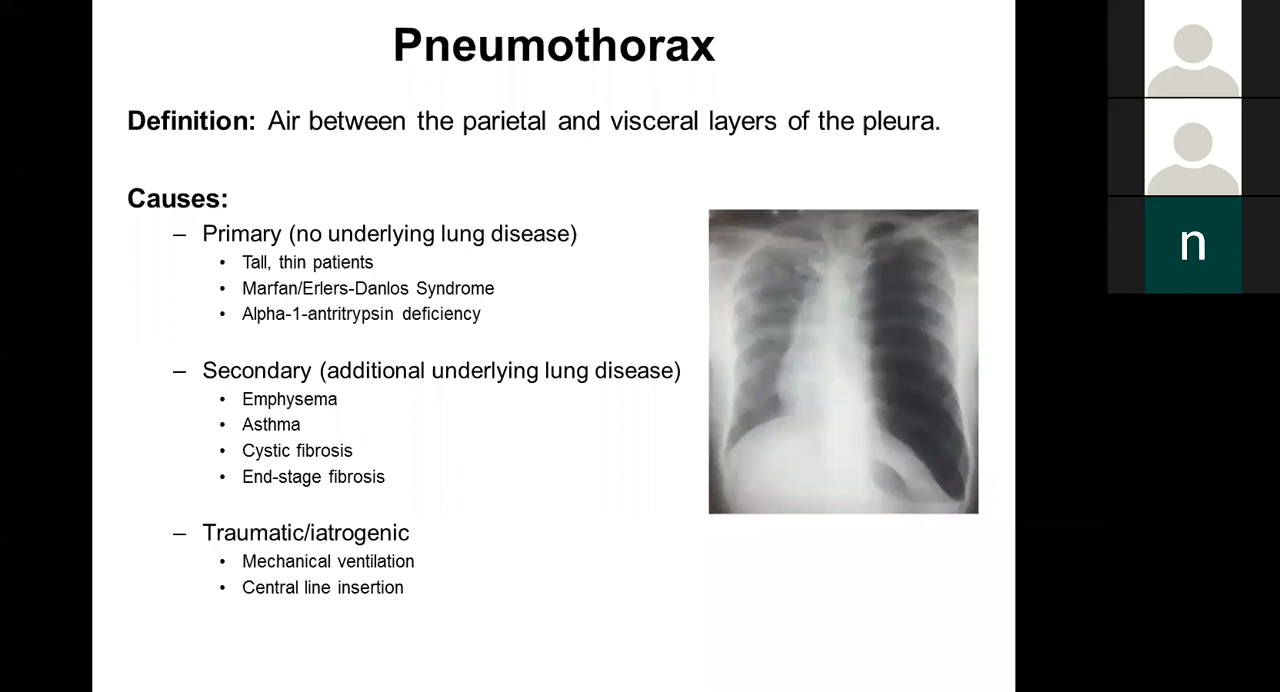 Pneumothorax
Definition: Air between the parietal and visceral layers of the pleura.
Causes:
– Primary (no underlying lung disease)
• Tall, thin patients
• Marfan/Erlers-Danlos Syndrome
• Alpha-1-antritrypsin deficiency
– Secondary (additional underlying lung disease)
• Emphysema
• Asthma
• Cystic fibrosis
• End-stage fibrosis
– Traumatic/iatrogenic
• Mechanical ventilation
• Central line insertion
n